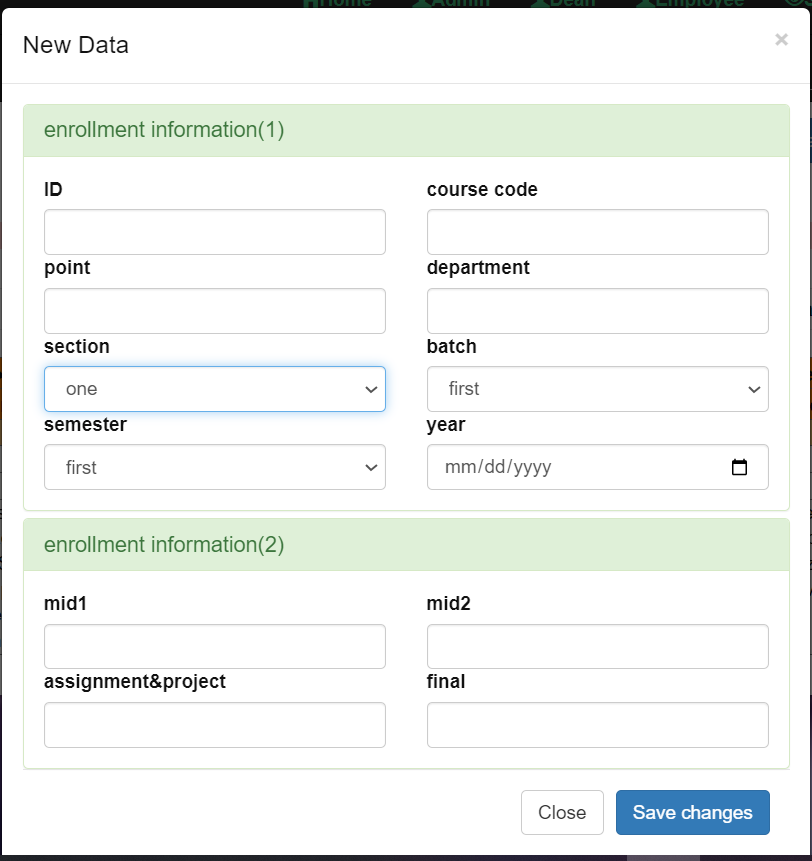 Home Admin Dean Employee
New Data ×
enrollment information(1)
ID course code
point department
section batch
one first
semester year
first mm/dd/yyyy
enrollment information(2)
mid1 mid2
assignment&project final
Close Save changes